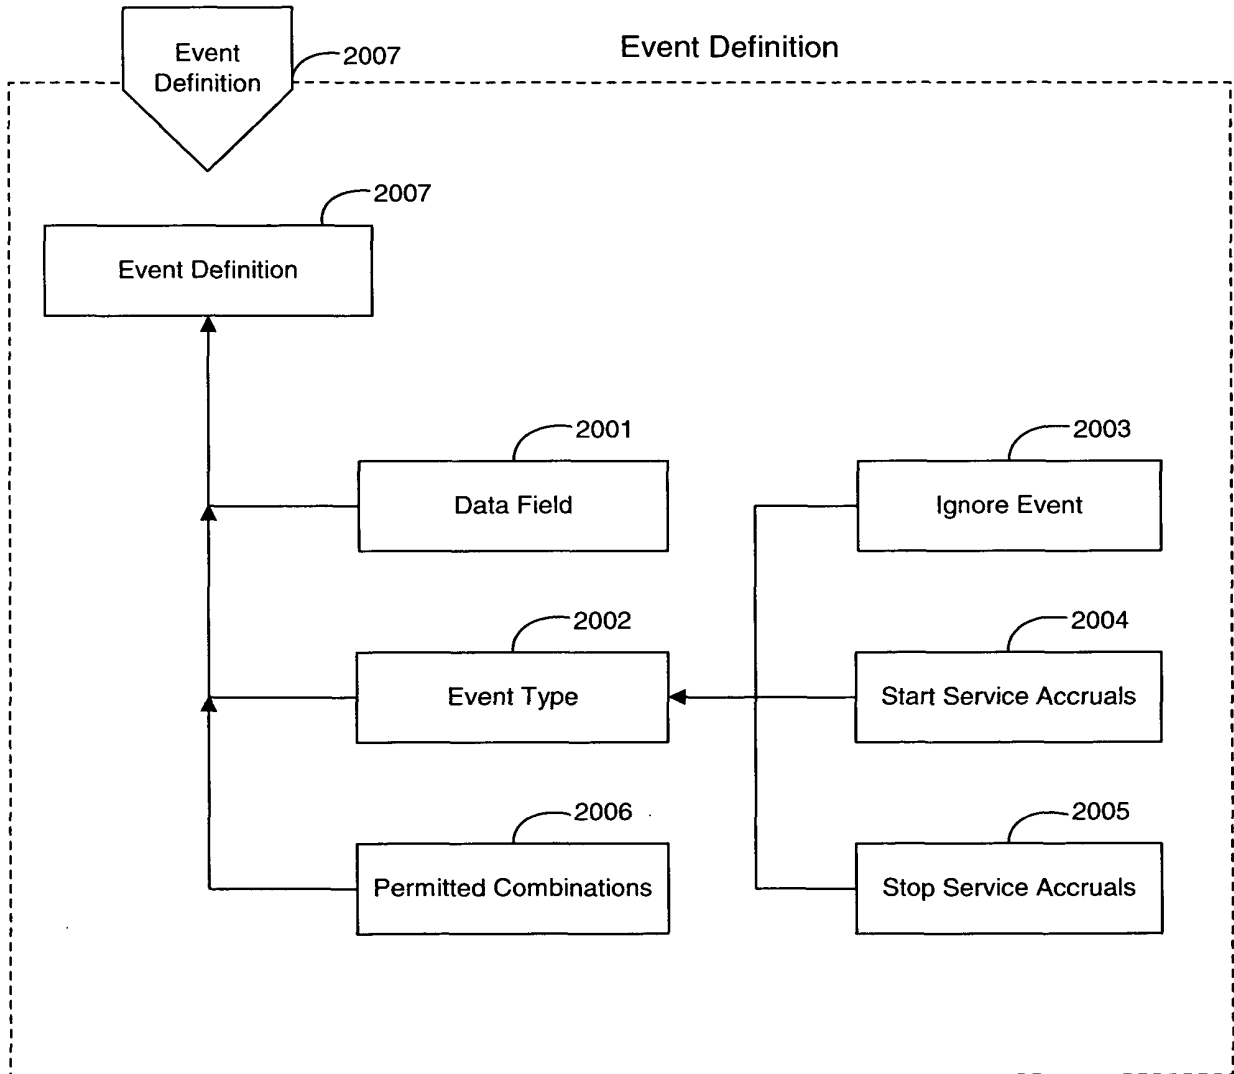 Event Definition
Event
Definition
2007
2007
Event Definition
2001
2003
Data Field
Ignore Event
2002
2004
Event Type
Start Service Accruals
2006
2005
Permitted Combinations
Stop Service Accruals